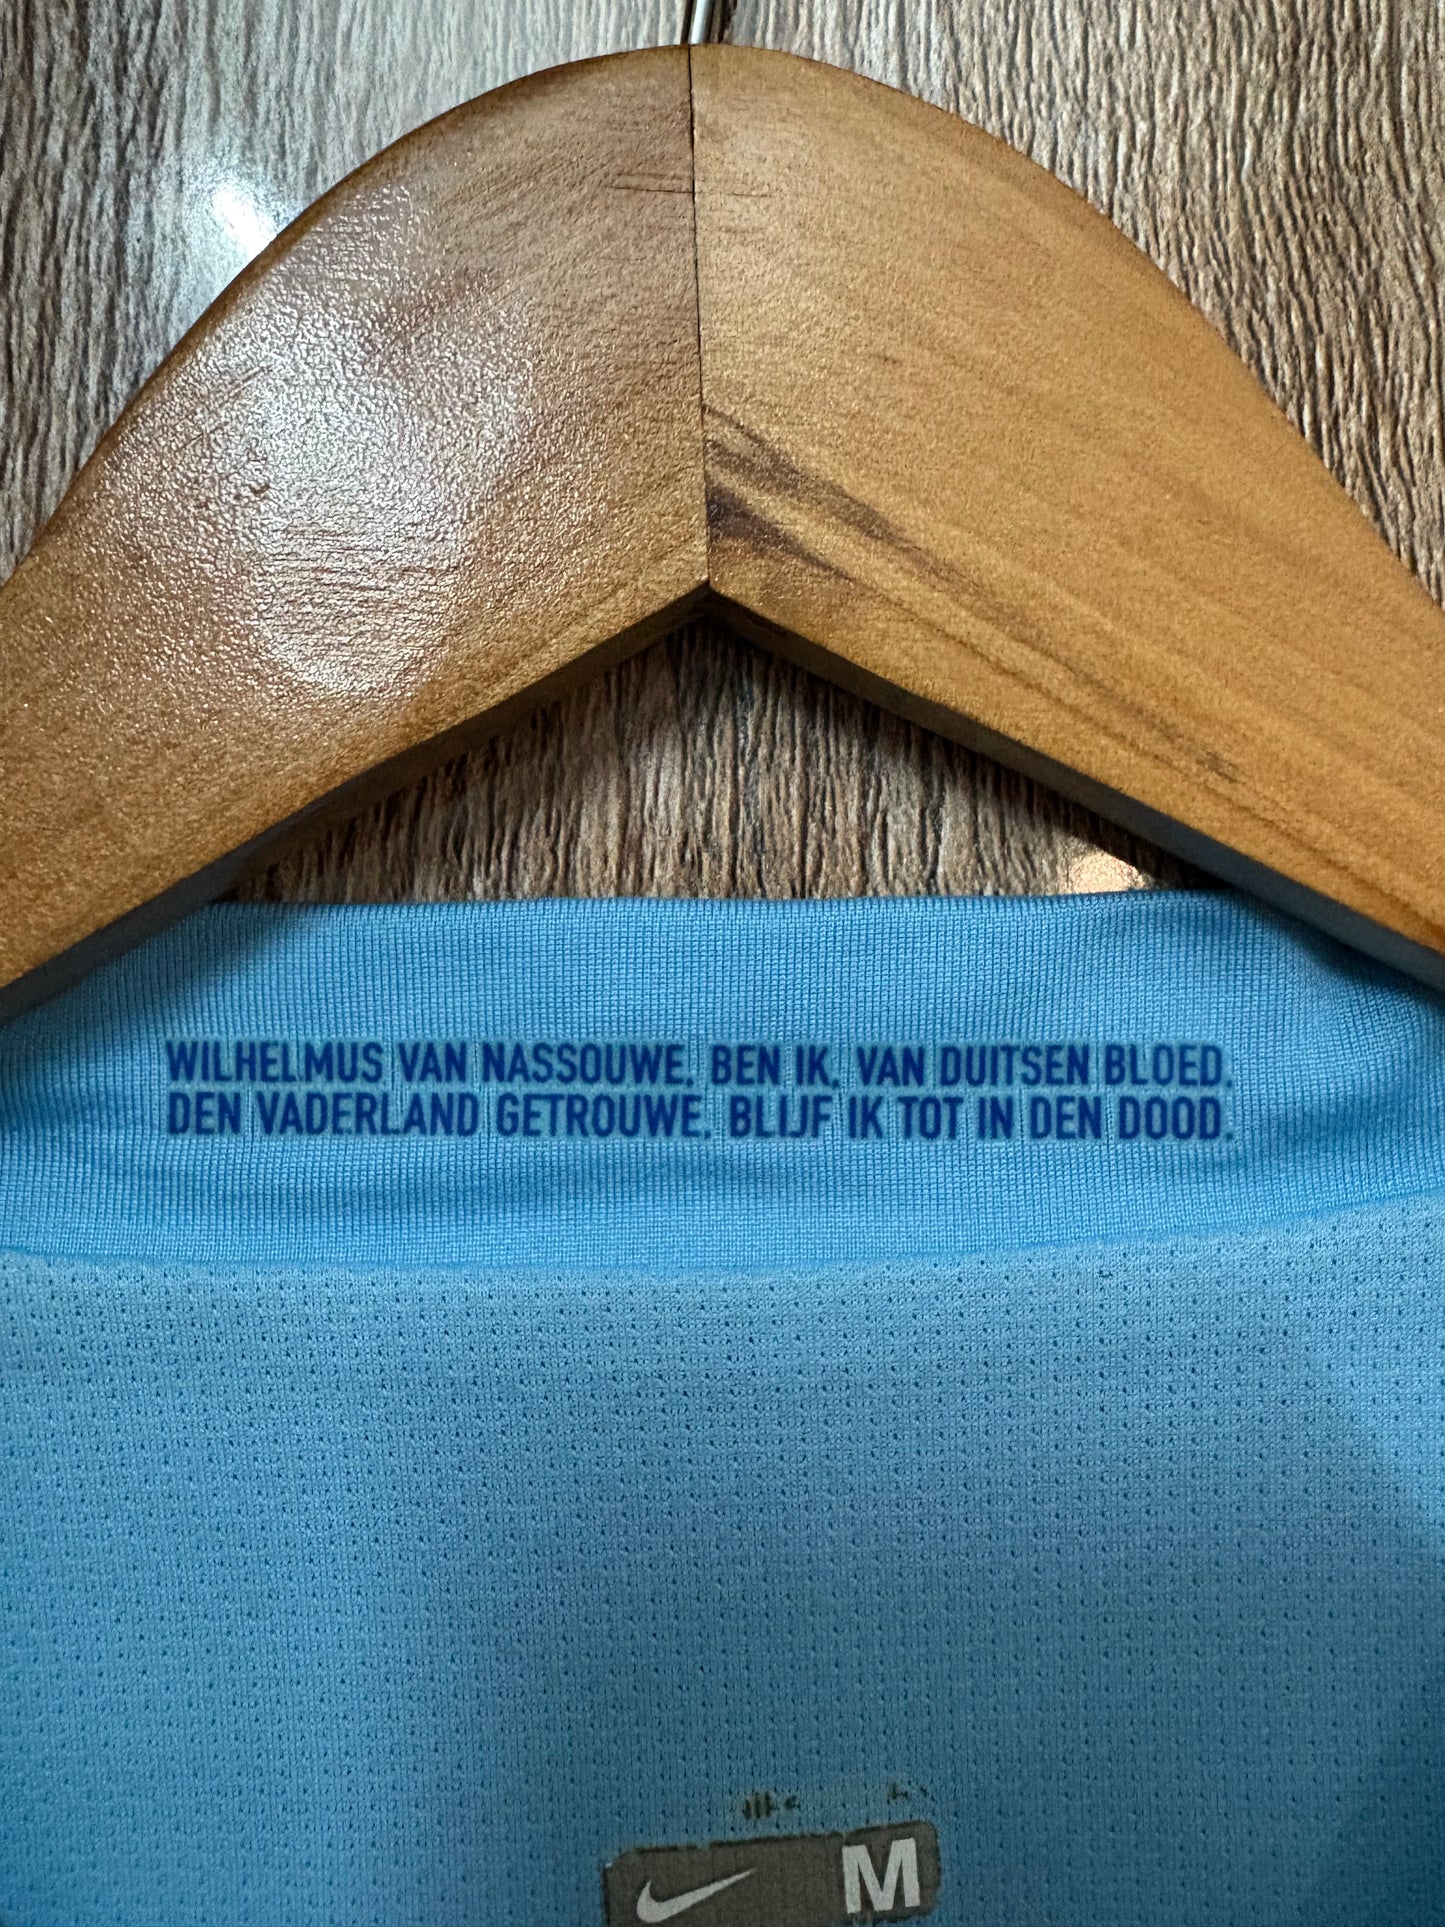 WILHELMUS VAN NASSOUWE. BEN IK. VAN DUITSEN BLOED.
DEN VADERLAND GETROUWE. BLIJF IK TOT IN DEN DOOD.
M